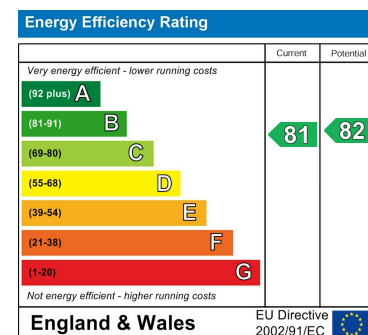 Energy Efficiency Rating
Current Potential
Very energy efficient - lower running costs
(92 plus) A
(81-91) B
81 82
(69-80) C
(55-68) D
(39-54) E
(21-38) F
(1-20) G
Not energy efficient - higher running costs
England & Wales
EU Directive
2002/91/EC